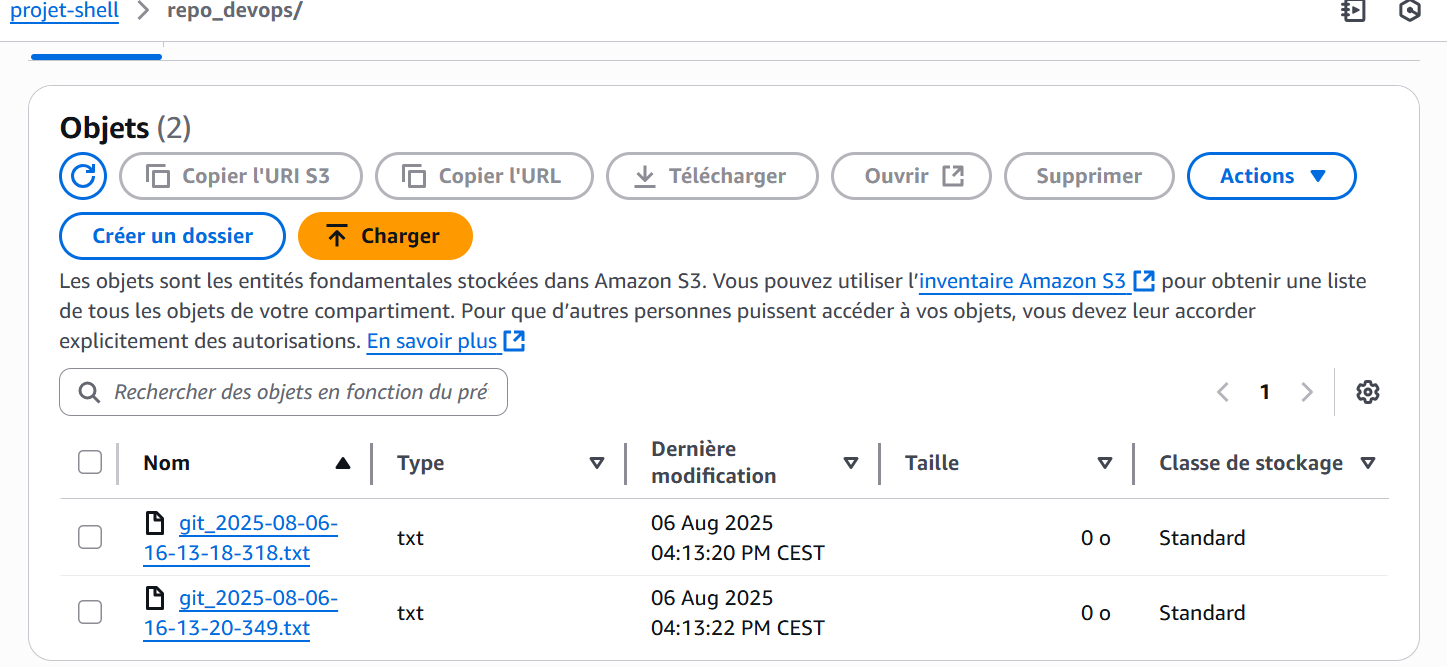 projet-shell > repo_devops/
Objets (2)
Copier l'URI S3 Copier l'URL Télécharger Ouvrir Supprimer Actions
Créer un dossier Charger
Les objets sont les entités fondamentales stockées dans Amazon S3. Vous pouvez utiliser l’inventaire Amazon S3 pour obtenir une liste
de tous les objets de votre compartiment. Pour que d’autres personnes puissent accéder à vos objets, vous devez leur accorder
explicitement des autorisations. En savoir plus
Rechercher des objets en fonction du pré
1
Nom Type Dernière modification Taille Classe de stockage
git_2025-08-06-
16-13-18-318.txt
txt
06 Aug 2025
04:13:20 PM CEST
0 o
Standard
git_2025-08-06-
16-13-20-349.txt
txt
06 Aug 2025
04:13:22 PM CEST
0 o
Standard